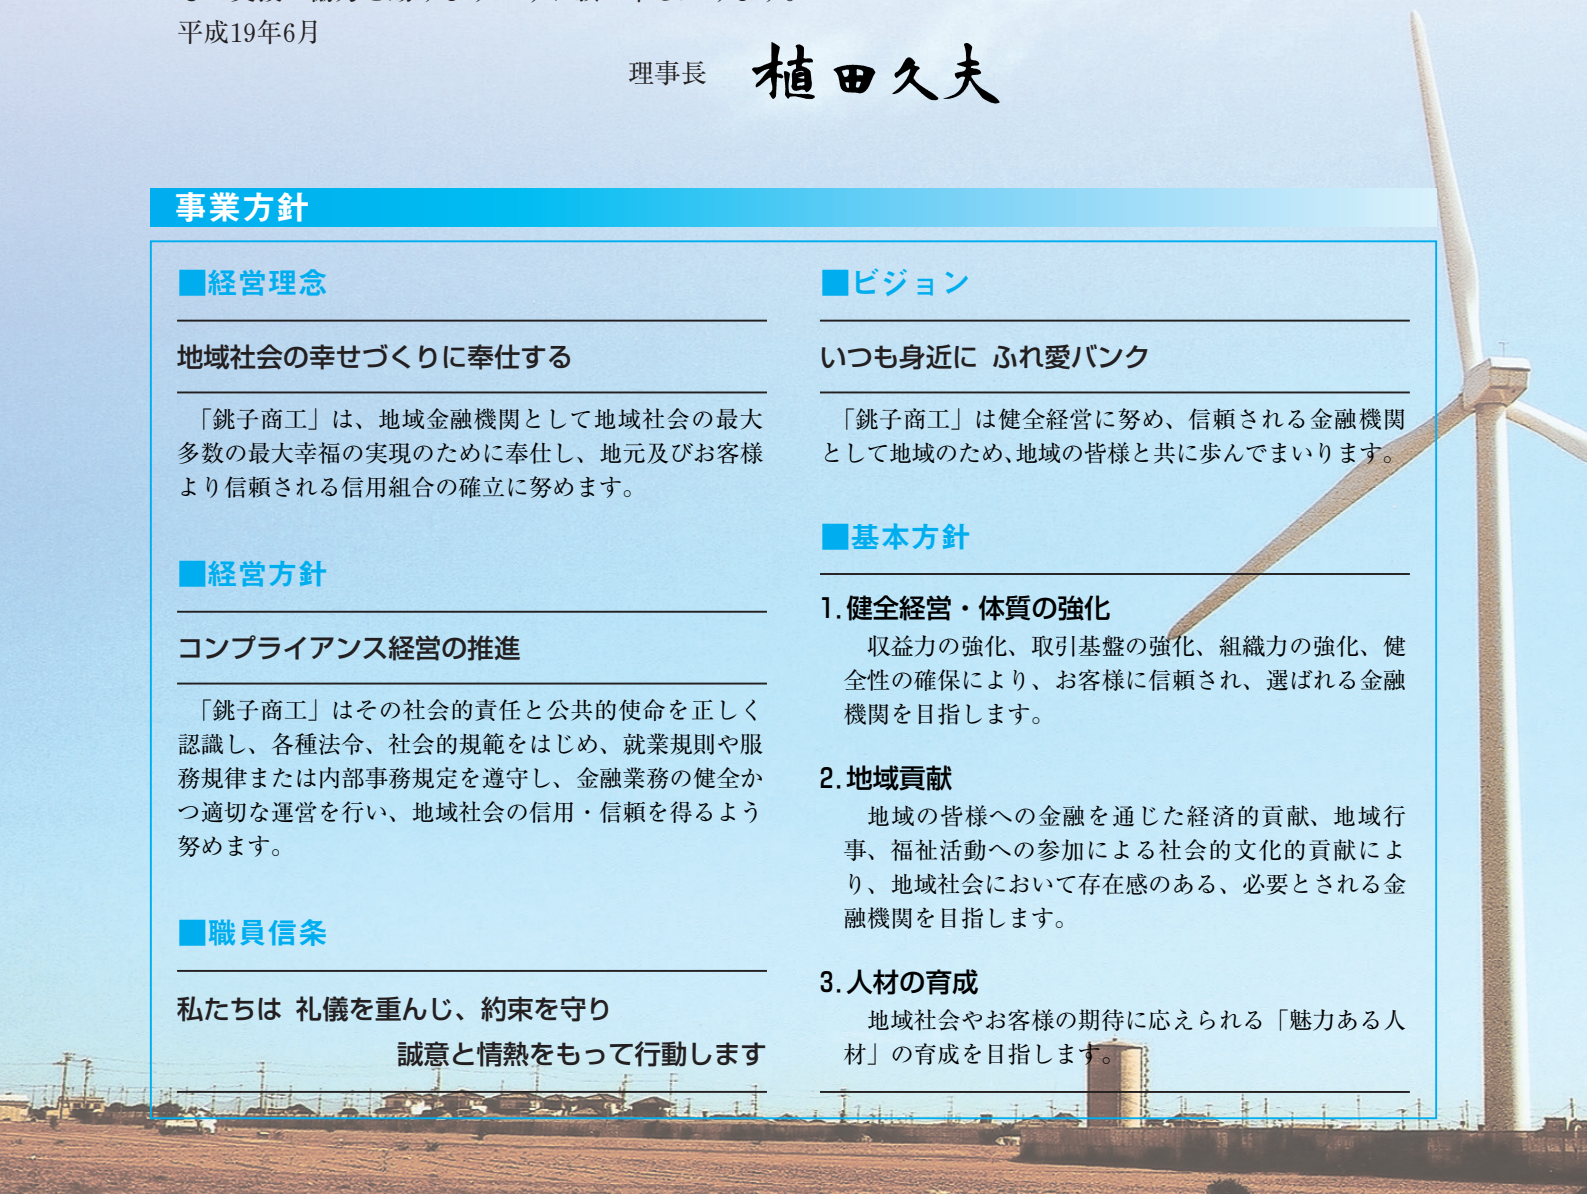 平成19年6月
理事長 植田久夫
事業方針
■経営理念
地域社会の幸せづくりに奉仕する
「銚子商工」は、地域金融機関として地域社会の最大
多数の最大幸福の実現のために奉仕し、地元及びお客様
より信頼される信用組合の確立に努めます。
■経営方針
コンプライアンス経営の推進
「銚子商工」はその社会的責任と公共的使命を正しく
認識し、各種法令、社会的規範をはじめ、就業規則や服
務規律または内部事務規定を遵守し、金融業務の健全か
つ適切な運営を行い、地域社会の信用・信頼を得るよう
努めます。
■職員信条
私たちは 礼儀を重んじ、約束を守り
誠意と情熱をもって行動します
■ビジョン
いつも身近に ふれ愛バンク
「銚子商工」は健全経営に努め、信頼される金融機関
として地域のため、地域の皆様と共に歩んでまいります。
■基本方針
1.健全経営・体質の強化
収益力の強化、取引基盤の強化、組織力の強化、健
全性の確保により、お客様に信頼され、選ばれる金融
機関を目指します。
2.地域貢献
地域の皆様への金融を通じた経済的貢献、地域行
事、福祉活動への参加による社会的文化的貢献によ
り、地域社会において存在感のある、必要とされる金
融機関を目指します。
3.人材の育成
地域社会やお客様の期待に応えられる「魅力ある人
材」の育成を目指します。